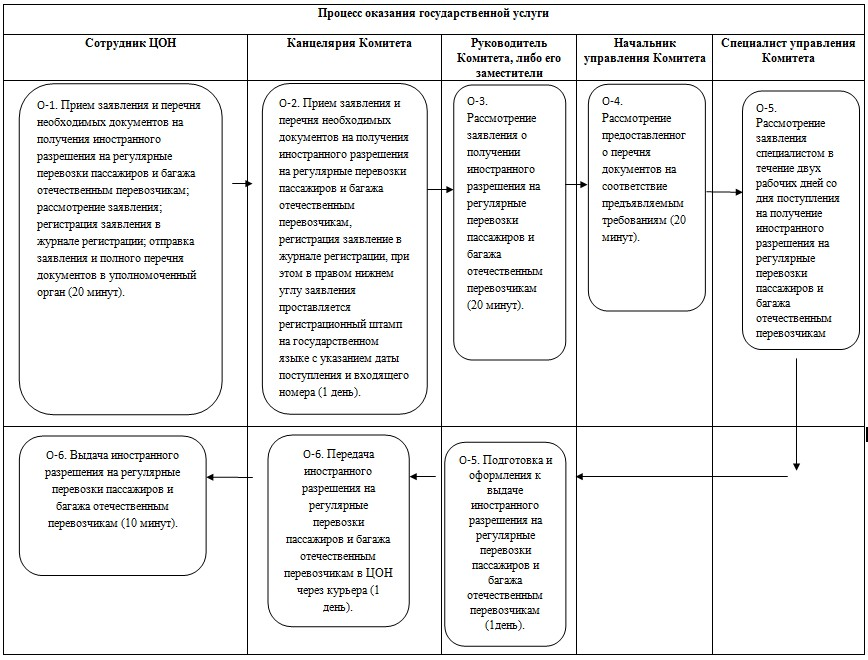 Процесс оказания государственной услуги
Сотрудник ЦОН
Канцелярия Комитета
Руководитель
Комитета, либо его
заместители
Начальник
управления Комитета
Специалист управления
Комитета
О-1. Прием заявления и перечня
необходимых документов на
получения иностранного
разрешения на регулярные
перевозки пассажиров и багажа
отечественным перевозчикам;
рассмотрение заявления;
регистрация заявления в
журнале регистрации; отправка
заявления и полного перечня
документов в уполномоченный
орган (20 минут).
О-2. Прием заявления и
перечня необходимых
документов на получения
иностранного разрешения
на регулярные перевозки
пассажиров и багажа
отечественным
перевозчикам,
регистрация заявление в
журнале регистрации, при
этом в правом нижнем
углу заявления
проставляется
регистрационный штамп
на государственном
языке с указанием даты
поступления и входящего
номера (1 день).
О-3.
Рассмотрение
заявления о
получении
иностранного
разрешения на
регулярные
перевозки
пассажиров и
багажа
отечественным
перевозчикам
(20 минут).
О-4.
Рассмотрение
предоставленног
о перечня
документов на
соответствие
предъявляемым
требованиям (20
минут).
О-5.
Рассмотрение
заявления
специалистом в
течение двух
рабочих дней со
дня поступления
на получение
иностранного
разрешения на
регулярные
перевозки
пассажиров и
багажа
отечественным
перевозчикам
О-6. Выдача иностранного
разрешения на регулярные
перевозки пассажиров и
багажа отечественным
перевозчикам (10 минут).
О-6. Передача
иностранного
разрешения на
регулярные
перевозки
пассажиров и багажа
отечественным
перевозчикам в ЦОН
через курьера (1
день).
О-5. Подготовка и
оформления к
выдаче
иностранного
разрешения на
регулярные
перевозки
пассажиров и
багажа
отечественным
перевозчикам
(1день).